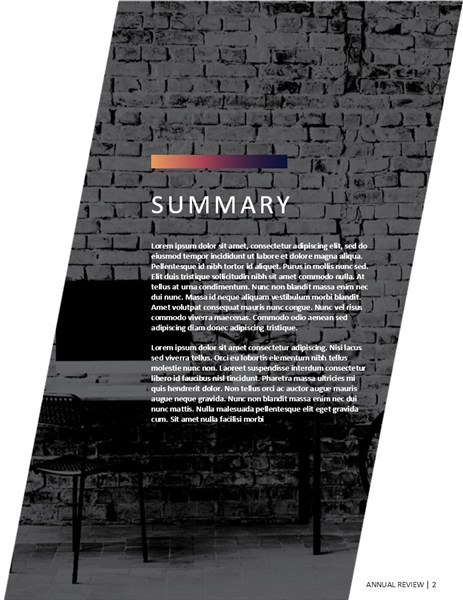 SUMMARY
Lorem ipsum dolor sit amet, consectetur adipiscing elit, sed do
eiusmod tempor incididunt ut labore et dolore magna aliqua.
Pellentesque id nibh tortor id aliquet. Purus in mollis nunc sed.
Elit duis tristique sollicitudin nibh sit amet commodo nulla. At
tellus at urna condimentum. Nunc non blandit massa enim nec
dui nunc. Massa id neque aliquam vestibulum morbi blandit.
Amet volutpat consequat mauris nunc congue. Nunc vel risus
commodo viverra maecenas. Commodo odio aenean sed
adipiscing diam donec adipiscing tristique.
Lorem ipsum dolor sit amet consectetur adipiscing. Nisi lacus
sed viverra tellus. Orci eu lobortis elementum nibh tellus
molestie nunc non. Laoreet suspendisse interdum consectetur
libero id faucibus nisl tincidunt. Pharetra massa ultricies mi
quis hendrerit dolor. Non tellus orci ac auctor augue mauris
augue neque gravida. Nunc non blandit massa enim nec dui
nunc mattis. Nulla malesuada pellentesque elit eget gravida
cum. Sit amet nulla facilisi morbi
ANNUAL REVIEW | 2